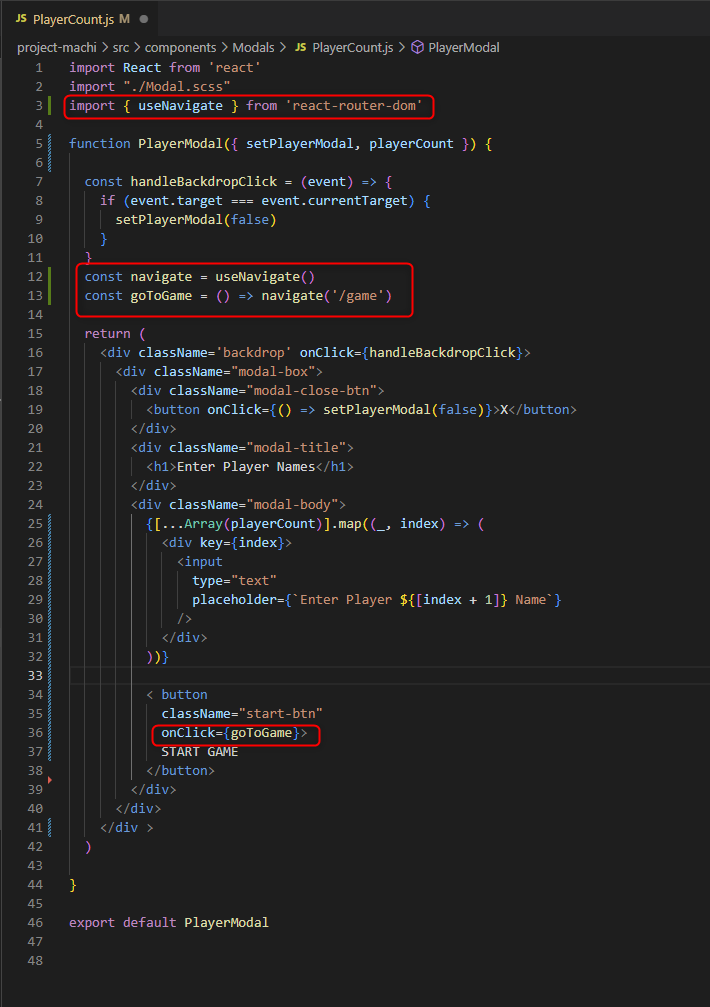 JS PlayerCount.js M
project-machi > src > components > Modals > JS PlayerCount.js > PlayerModal
1 import React from 'react'
2 import "./Modal.scss"
3 import { useNavigate } from 'react-router-dom'
4
5 function PlayerModal({ setPlayerModal, playerCount }) {
6
7   const handleBackdropClick = (event) => {
8     if (event.target === event.currentTarget) {
9       setPlayerModal(false)
10     }
11   }
12   const navigate = useNavigate()
13   const goToGame = () => navigate('/game')
14
15   return (
16     <div className='backdrop' onClick={handleBackdropClick}>
17       <div className="modal-box">
18         <div className="modal-close-btn">
19           <button onClick={() => setPlayerModal(false)}>X</button>
20         </div>
21         <div className="modal-title">
22           <h1>Enter Player Names</h1>
23         </div>
24         <div className="modal-body">
25           {[...Array(playerCount)].map((_, index) => (
26             <div key={index}>
27               <input
28                 type="text"
29                 placeholder={`Enter Player ${[index + 1]} Name`}
30               />
31             </div>
32           ))}
33
34           < button
35             className="start-btn"
36             onClick={goToGame}>
37             START GAME
38           </button>
39         </div>
40       </div>
41     </div >
42   )
43
44 }
45
46 export default PlayerModal
47
48